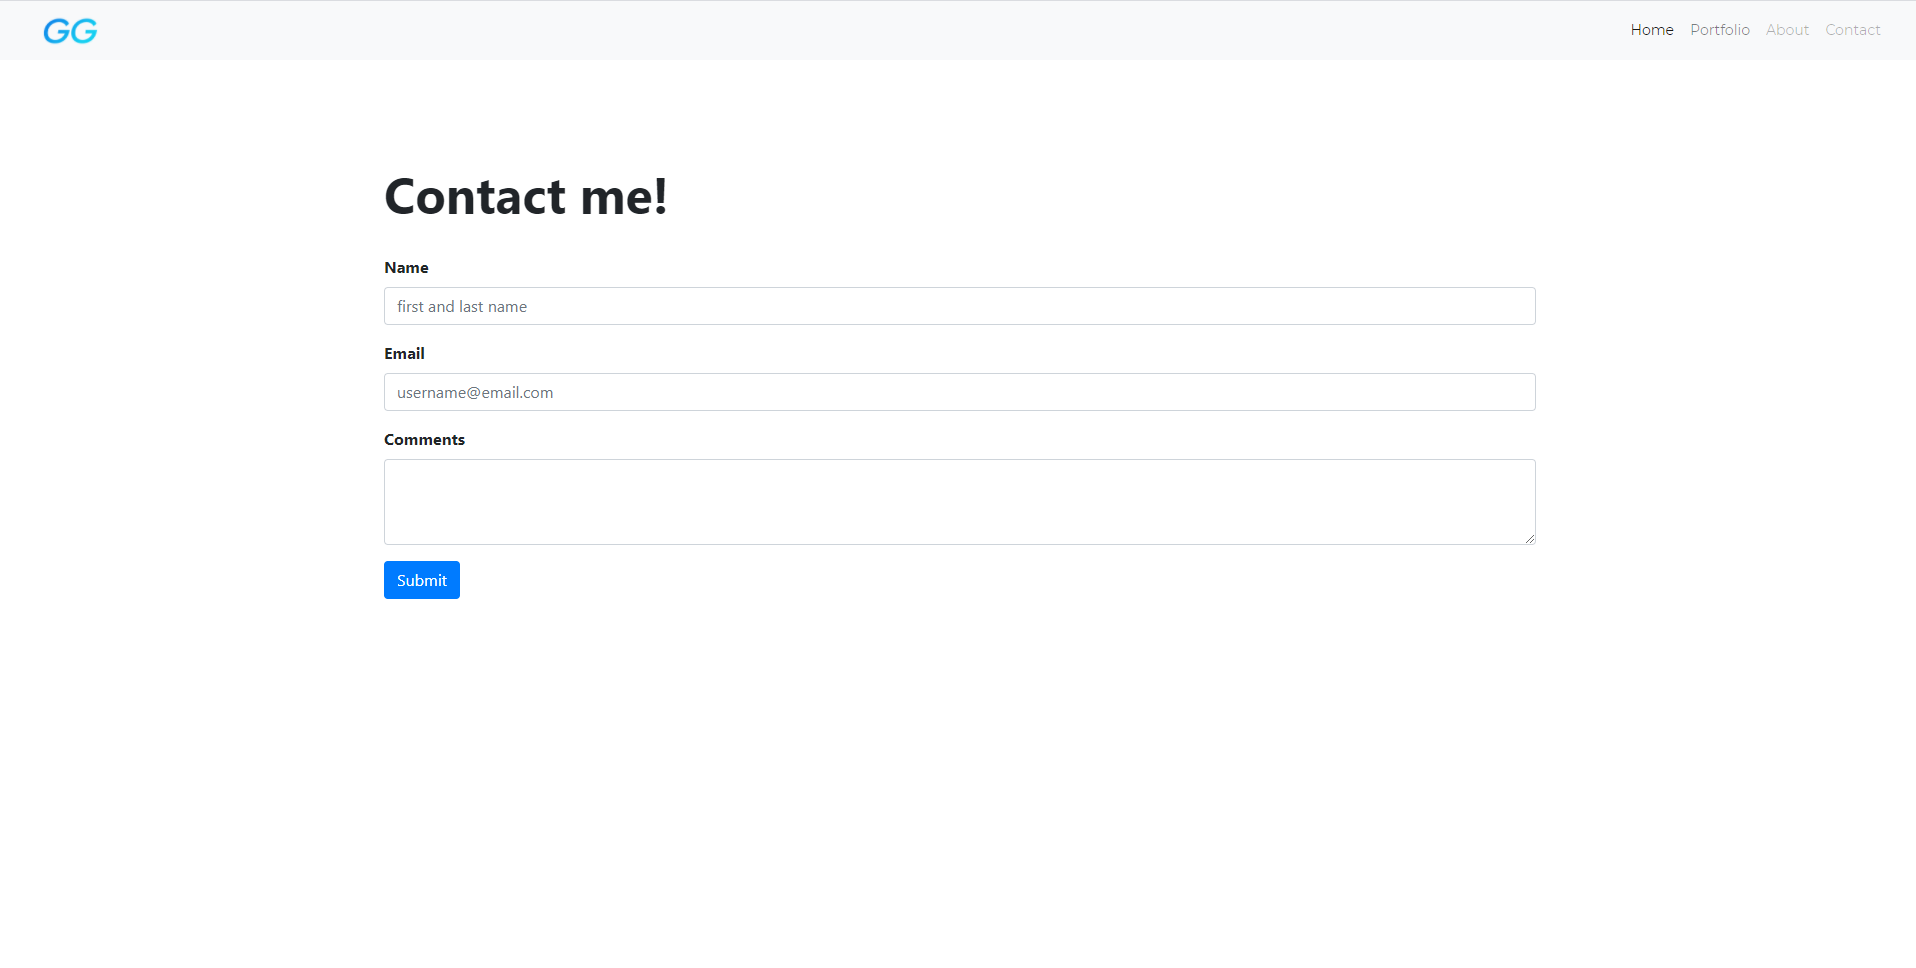 GG
Home Portfolio About Contact
Contact me!
Name
first and last name
Email
username@email.com
Comments
Submit